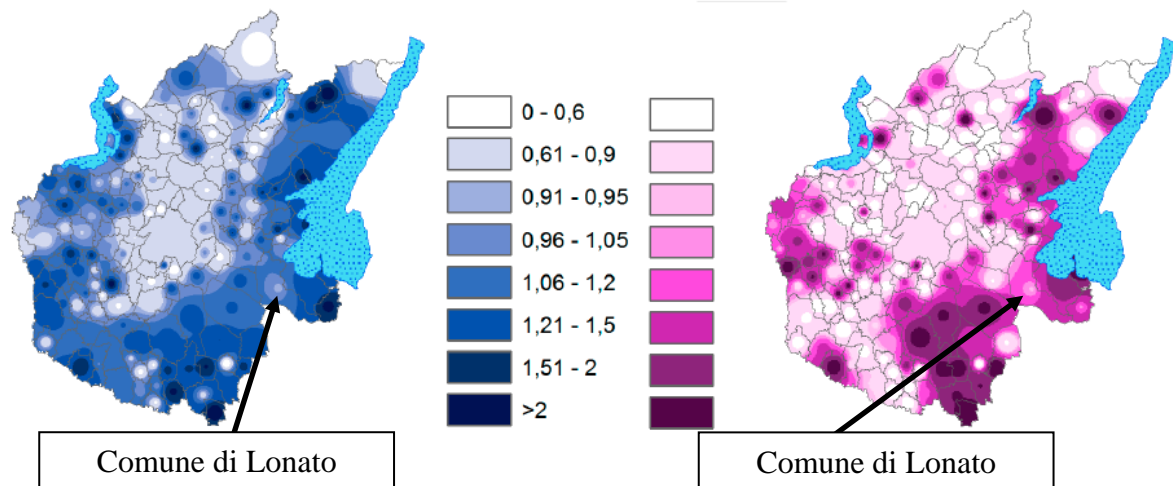 0 - 0,6
0,61 - 0,9
0,91 - 0,95
0,96 - 1,05
1,06 - 1,2
1,21 - 1,5
1,51 - 2
>2
Comune di Lonato
Comune di Lonato